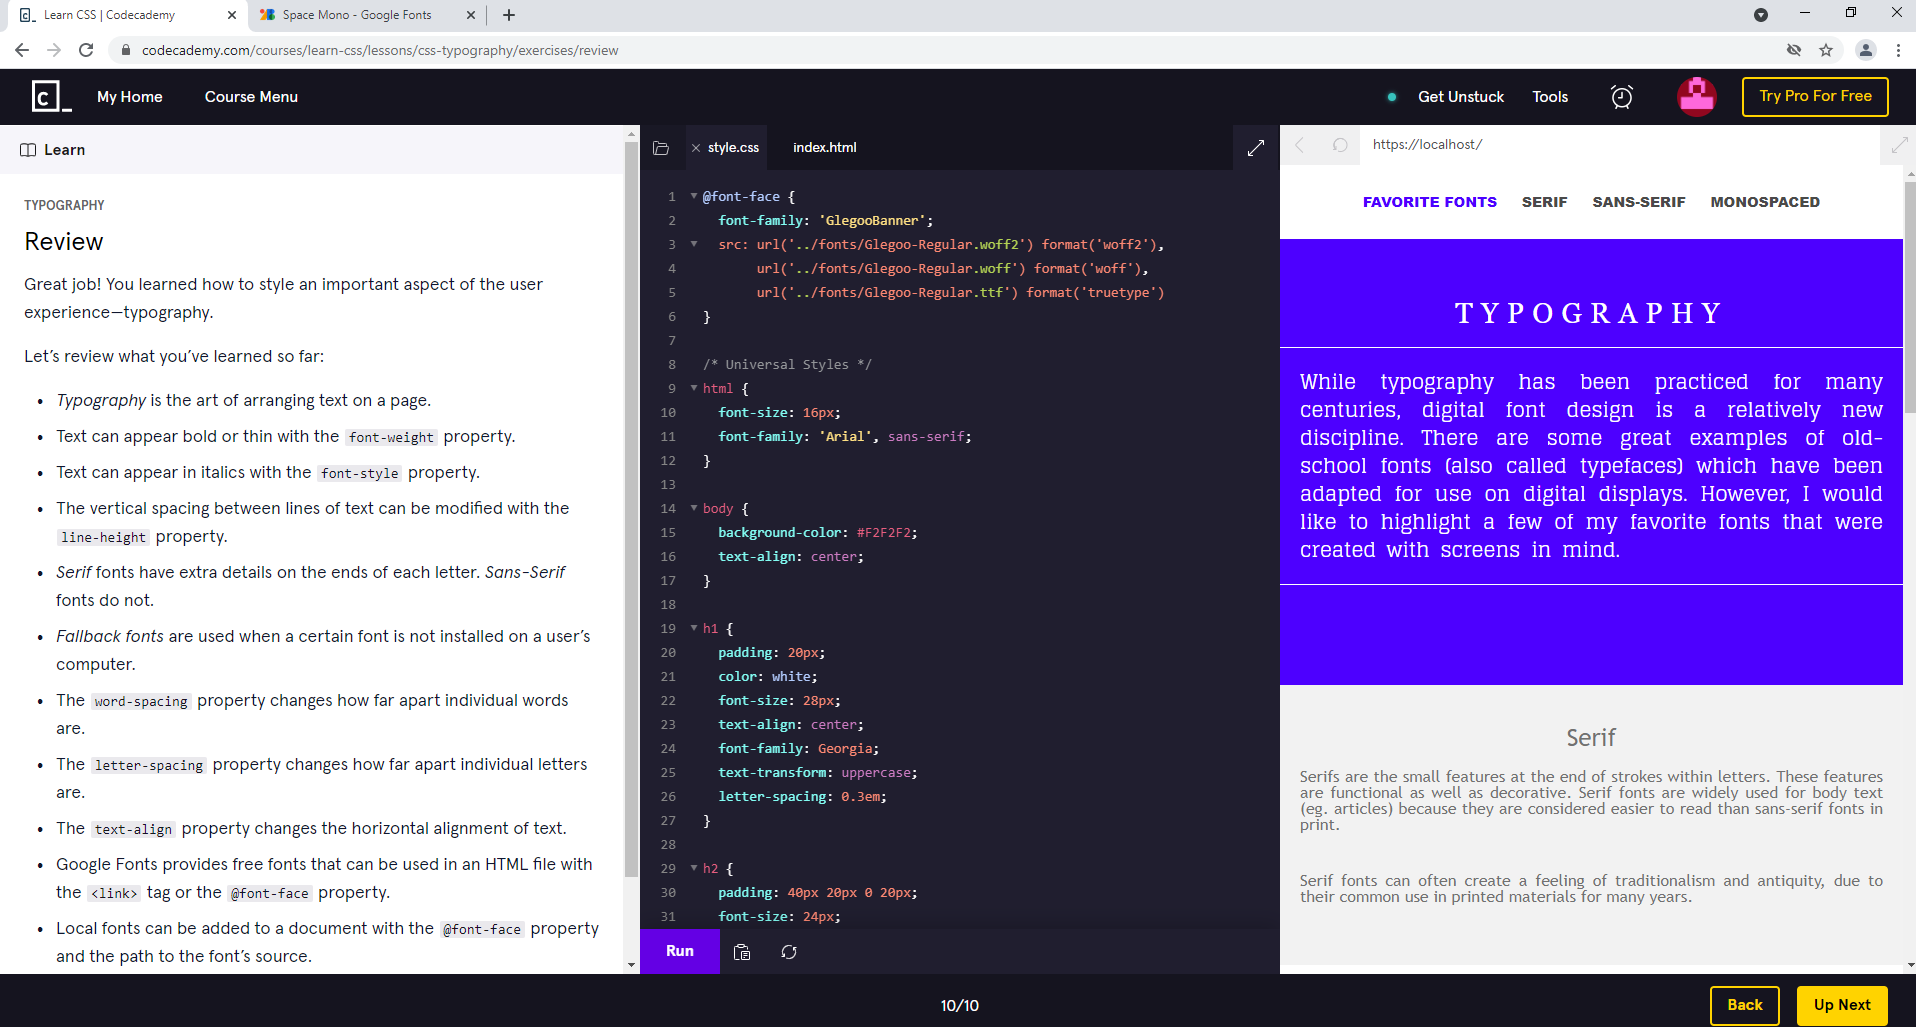 Learn CSS | Codecademy
Space Mono - Google Fonts
codecademy.com/courses/learn-css/lessons/css-typography/exercises/review
c_
My Home
Course Menu
Get Unstuck
Tools
Try Pro For Free
Learn
TYPOGRAPHY
Review
Great job! You learned how to style an important aspect of the user
experience—typography.
Let's review what you've learned so far:
• Typography is the art of arranging text on a page.
• Text can appear bold or thin with the font-weight property.
• Text can appear in italics with the font-style property.
• The vertical spacing between lines of text can be modified with the
line-height property.
• Serif fonts have extra details on the ends of each letter. Sans-Serif
fonts do not.
• Fallback fonts are used when a certain font is not installed on a user's
computer.
• The word-spacing property changes how far apart individual words
are.
• The letter-spacing property changes how far apart individual letters
are.
• The text-align property changes the horizontal alignment of text.
• Google Fonts provides free fonts that can be used in an HTML file with
the <link> tag or the @font-face property.
• Local fonts can be added to a document with the @font-face property
and the path to the font's source.
style.css
index.html
1 @font-face {
2 font-family: 'GlegooBanner';
3 src: url('../fonts/Glegoo-Regular.woff2') format('woff2'),
4 url('../fonts/Glegoo-Regular.woff') format('woff'),
5 url('../fonts/Glegoo-Regular.ttf') format('truetype')
6 }
7
8 /* Universal Styles */
9 html {
10 font-size: 16px;
11 font-family: 'Arial', sans-serif;
12 }
13
14 body {
15 background-color: #F2F2F2;
16 text-align: center;
17 }
18
19 h1 {
20 padding: 20px;
21 color: white;
22 font-size: 28px;
23 text-align: center;
24 font-family: Georgia;
25 text-transform: uppercase;
26 letter-spacing: 0.3em;
27 }
28
29 h2 {
30 padding: 40px 20px 0 20px;
31 font-size: 24px;
Run
https://localhost/
FAVORITE FONTS
SERIF
SANS-SERIF
MONOSPACED
TYPOGRAPHY
While typography has been practiced for many
centuries, digital font design is a relatively new
discipline. There are some great examples of old-
school fonts (also called typefaces) which have been
adapted for use on digital displays. However, I would
like to highlight a few of my favorite fonts that were
created with screens in mind.
Serif
Serifs are the small features at the end of strokes within letters. These features
are functional as well as decorative. Serif fonts are widely used for body text
(eg. articles) because they are considered easier to read than sans-serif fonts in
print.
Serif fonts can often create a feeling of traditionalism and antiquity, due to
their common use in printed materials for many years.
10/10
Back
Up Next